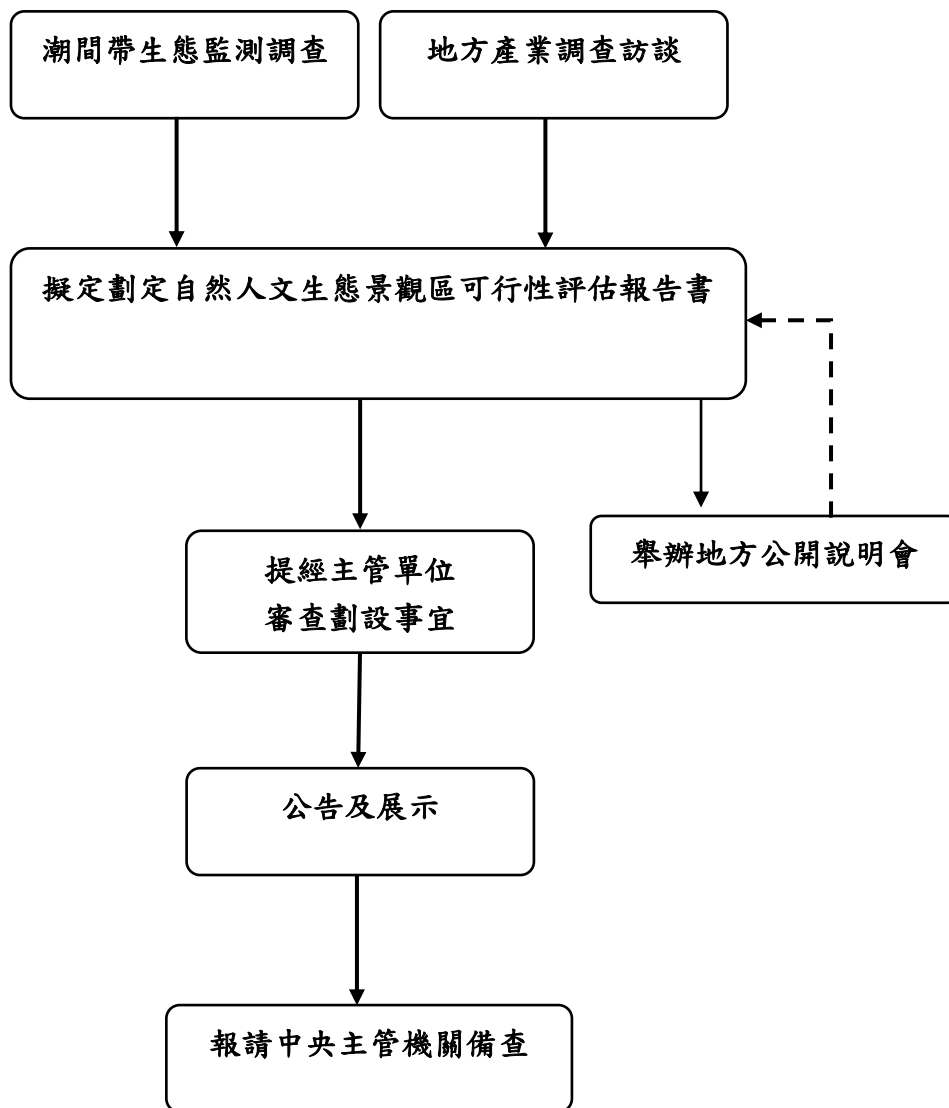 潮間帶生態監測調查
地方產業調查訪談
擬定劃定自然人文生態景觀區可行性評估報告書
舉辦地方公開說明會
提經主管單位
審查劃設事宜
公告及展示
報請中央主管機關備查